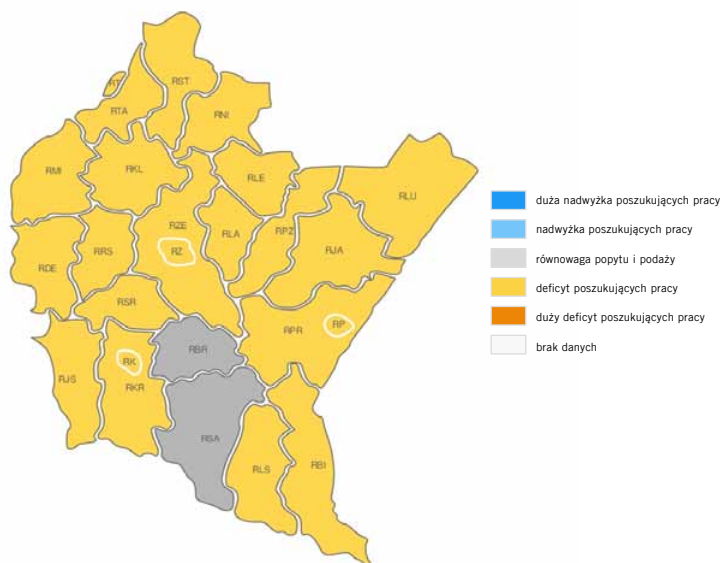 RST
RT
RTA
RNI
RMI
RKL
RLE
RLU
RZE
RPZ
RLA
RZ
RRS
RJA
RDE
RSR
RP
RPR
RBR
RK
RJS
RKR
RSA
RLS
RBI
duża nadwyżka poszukujących pracy
nadwyżka poszukujących pracy
równowaga popytu i podaży
deficyt poszukujących pracy
duży deficyt poszukujących pracy
brak danych